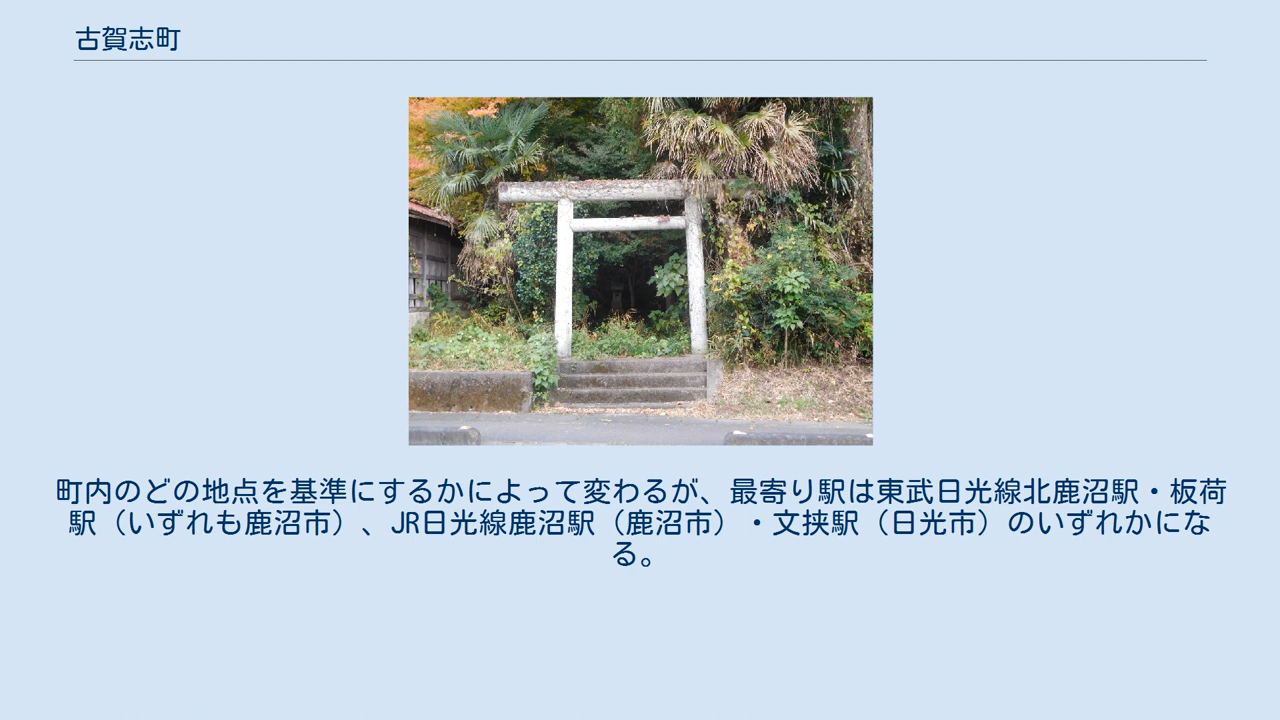 古賀志町
町内のどの地点を基準にするかによって変わるが、最寄り駅は東武日光線北鹿沼駅・板荷
駅（いずれも鹿沼市）、JR日光線鹿沼駅（鹿沼市）・文挟駅（日光市）のいずれかにな
る。